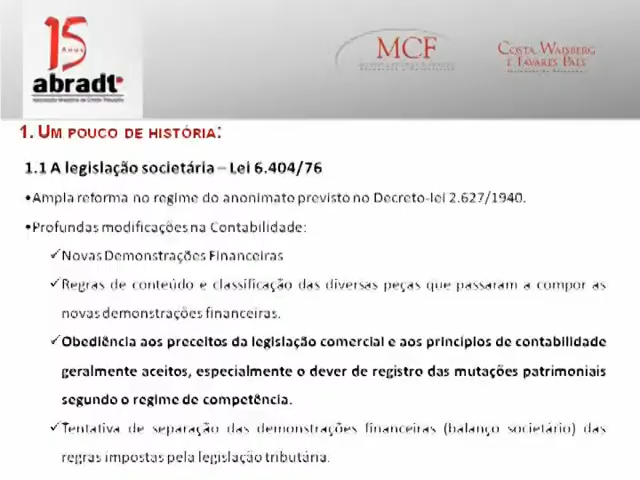 15
Anos
abradt
MCF
Costa, Waisberg
e Tavares Paes
1. Um pouco de história:
1.1 A legislação societária – Lei 6.404/76
•Ampla reforma no regime do anonimato previsto no Decreto-lei 2.627/1940.
•Profundas modificações na Contabilidade:
✓Novas Demonstrações Financeiras
✓Regras de conteúdo e classificação das diversas peças que passaram a compor as
novas demonstrações financeiras.
✓Obediência aos preceitos da legislação comercial e aos princípios de contabilidade
geralmente aceitos, especialmente o dever de registro das mutações patrimoniais
segundo o regime de competência.
✓Tentativa de separação das demonstrações financeiras (balanço societário) das
regras impostas pela legislação tributária.